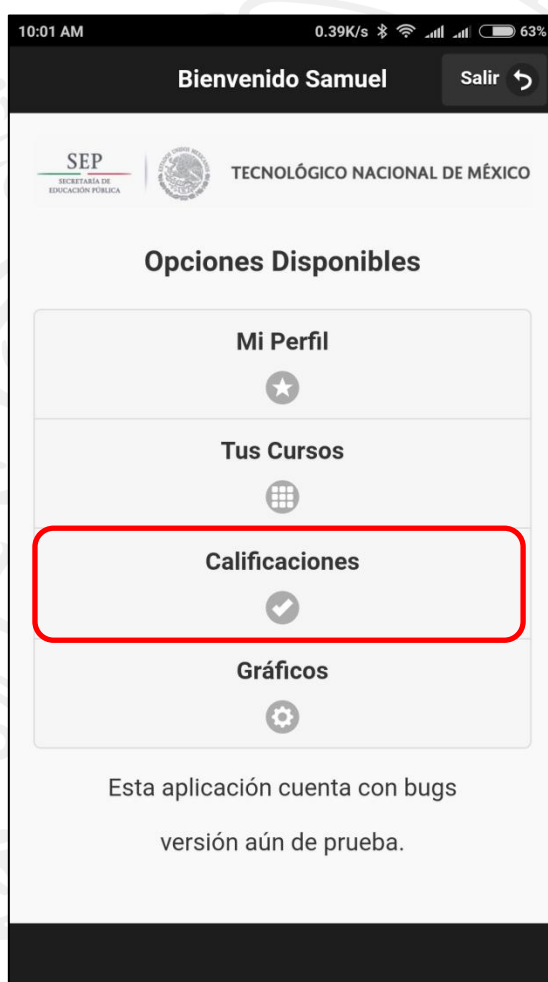 10:01 AM 0.39K/s 63%
Bienvenido Samuel Salir
SEP
SECRETARÍA DE
EDUCACIÓN PÚBLICA
TECNOLÓGICO NACIONAL DE MÉXICO
Opciones Disponibles
Mi Perfil
Tus Cursos
Calificaciones
Gráficos
Esta aplicación cuenta con bugs
versión aún de prueba.